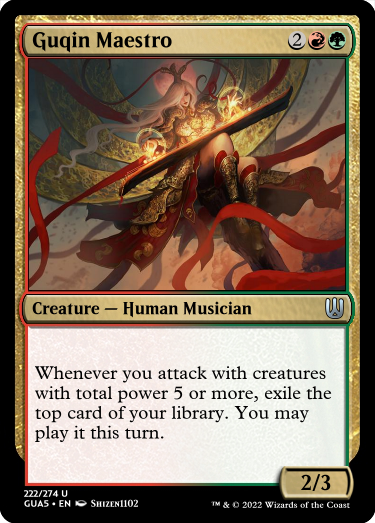 Guqin Maestro 2
Creature — Human Musician
Whenever you attack with creatures
with total power 5 or more, exile the
top card of your library. You may
play it this turn.
2/3
222/274 U
GUA5 • EN Shizen1102
™ & © 2022 Wizards of the Coast